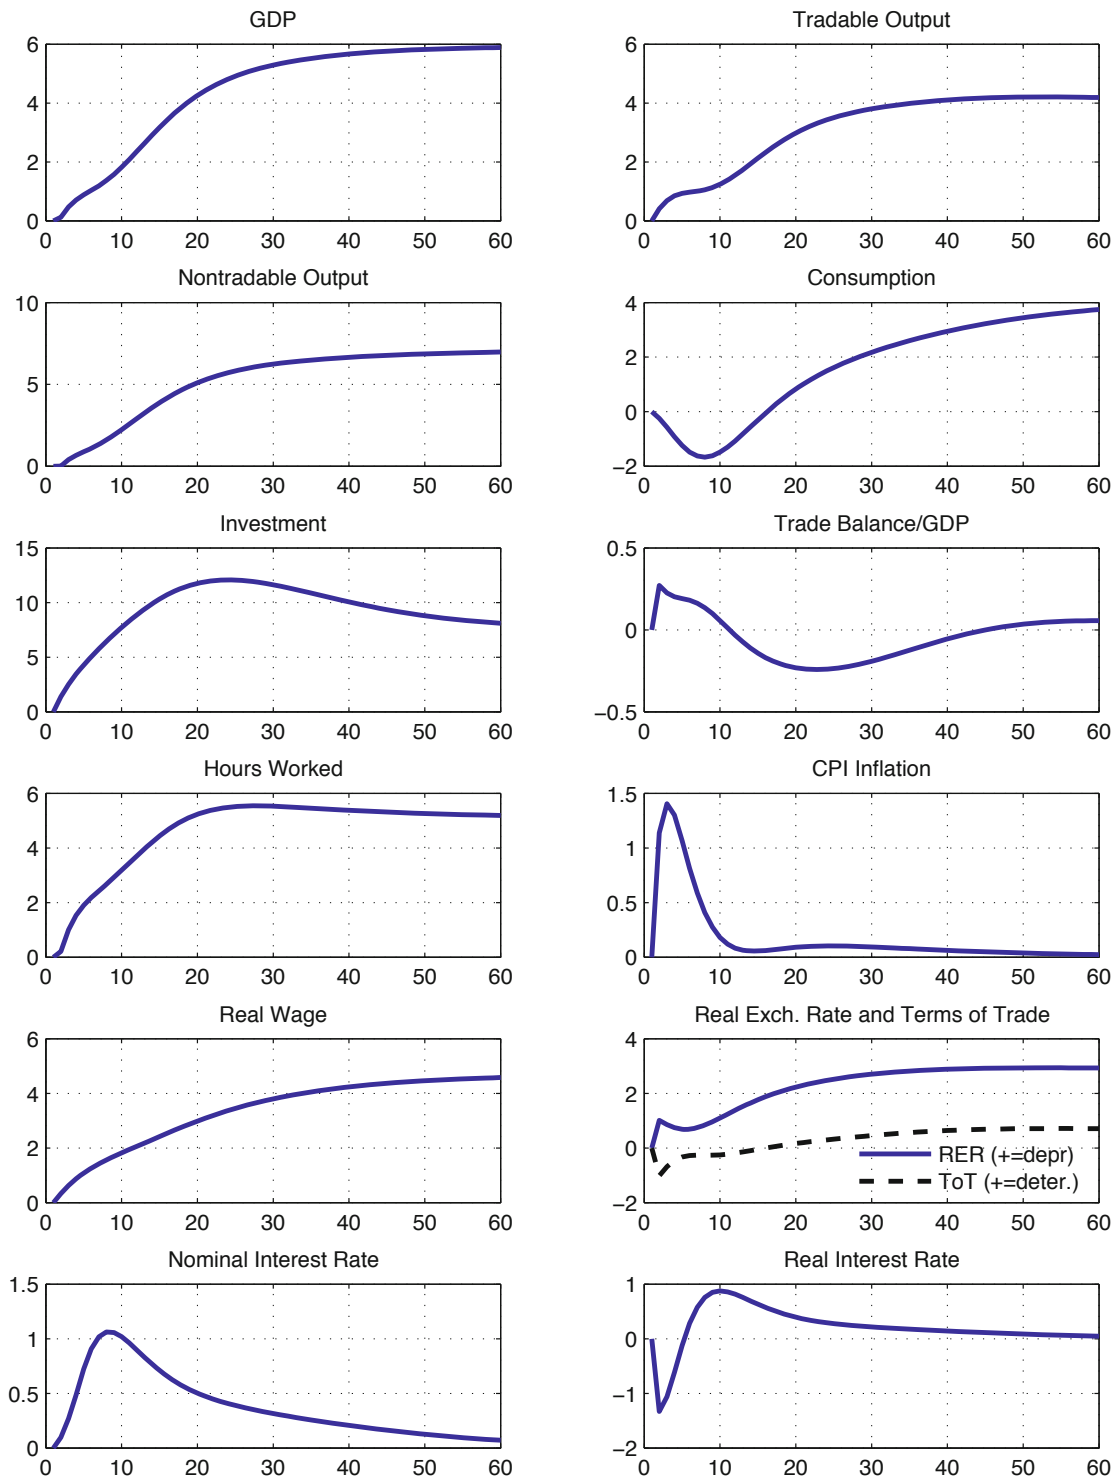 GDP
6
4
2
0
0 10 20 30 40 50 60
Tradable Output
6
4
2
0
0 10 20 30 40 50 60
Nontradable Output
10
5
0
0 10 20 30 40 50 60
Consumption
4
2
0
−2
0 10 20 30 40 50 60
Investment
15
10
5
0
0 10 20 30 40 50 60
Trade Balance/GDP
0.5
0
−0.5
0 10 20 30 40 50 60
Hours Worked
6
4
2
0
0 10 20 30 40 50 60
CPI Inflation
1.5
1
0.5
0
0 10 20 30 40 50 60
Real Wage
6
4
2
0
0 10 20 30 40 50 60
Real Exch. Rate and Terms of Trade
4
2
0
−2
RER (+=depr)
ToT (+=deter.)
0 10 20 30 40 50 60
Nominal Interest Rate
1.5
1
0.5
0
0 10 20 30 40 50 60
Real Interest Rate
1
0
−1
−2
0 10 20 30 40 50 60